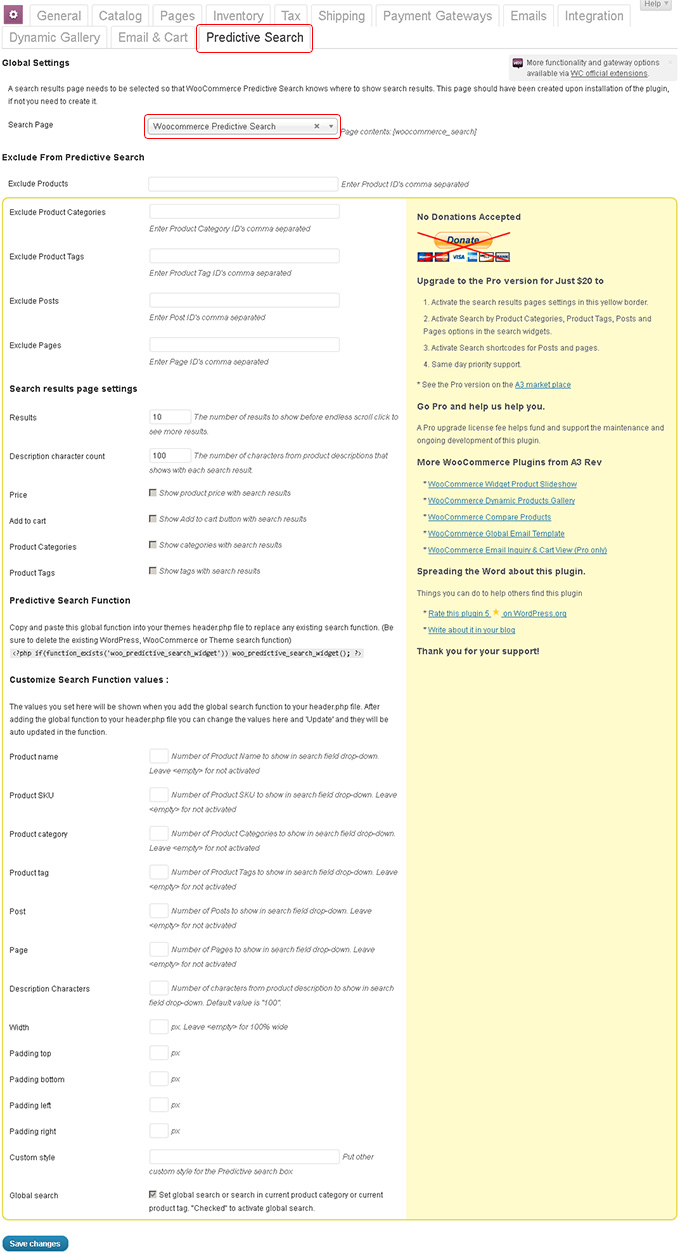 General Catalog Pages Inventory Tax Shipping Payment Gateways Emails Integration Help
Dynamic Gallery Email & Cart Predictive Search
Global Settings
More functionality and gateway options
available via WC official extensions.
A search results page needs to be selected so that WooCommerce Predictive Search knows where to show search results. This page should have been created upon installation of the plugin,
if not you need to create it.
Search Page
Woocommerce Predictive Search
Page contents: [woocommerce_search]
Exclude From Predictive Search
Exclude Products
Enter Product ID's comma separated
Exclude Product Categories
Enter Product Category ID's comma separated
Exclude Product Tags
Enter Product Tag ID's comma separated
Exclude Posts
Enter Post ID's comma separated
Exclude Pages
Enter Page ID's comma separated
Search results page settings
Results
10 The number of results to show before endless scroll click to
see more results.
Description character count
100 The number of characters from product descriptions that
shows with each search result.
Price
Show product price with search results
Add to cart
Show Add to cart button with search results
Product Categories
Show categories with search results
Product Tags
Show tags with search results
Predictive Search Function
Copy and paste this global function into your themes header.php file to replace any existing search function. (Be
sure to delete the existing WordPress, WooCommerce or Theme search function)
<?php if(function_exists('woo_predictive_search_widget')) woo_predictive_search_widget(); ?>
Customize Search Function values :
The values you set here will be shown when you add the global search function to your header.php file. After
adding the global function to your header.php file you can change the values here and 'Update' and they will be
auto updated in the function.
Product name
Number of Product Name to show in search field drop-down.
Leave <empty> for not activated
Product SKU
Number of Product SKU to show in search field drop-down. Leave
<empty> for not activated
Product category
Number of Product Categories to show in search field drop-down.
Leave <empty> for not activated
Product tag
Number of Product Tags to show in search field drop-down. Leave
<empty> for not activated
Post
Number of Posts to show in search field drop-down. Leave
<empty> for not activated
Page
Number of Pages to show in search field drop-down. Leave
<empty> for not activated
Description Characters
Number of characters from product description to show in search
field drop-down. Default value is "100".
Width
px. Leave <empty> for 100% wide
Padding top
px
Padding bottom
px
Padding left
px
Padding right
px
Custom style
Put other
custom style for the Predictive search box
Global search
Set global search or search in current product category or current
product tag. "Checked" to activate global search.
No Donations Accepted
Donate
VISA
Upgrade to the Pro version for Just $20 to
1. Activate the search results pages settings in this yellow border.
2. Activate Search by Product Categories, Product Tags, Posts and
Pages options in the search widgets.
3. Activate Search shortcodes for Posts and pages.
4. Same day priority support.
* See the Pro version on the A3 market place
Go Pro and help us help you.
A Pro upgrade license fee helps fund and support the maintenance and
ongoing development of this plugin.
More WooCommerce Plugins from A3 Rev
* WooCommerce Widget Product Slideshow
* WooCommerce Dynamic Products Gallery
* WooCommerce Compare Products
* WooCommerce Global Email Template
* WooCommerce Email Inquiry & Cart View (Pro only)
Spreading the Word about this plugin.
Things you can do to help others find this plugin
* Rate this plugin 5 on WordPress.org
* Write about it in your blog
Thank you for your support!
Save changes